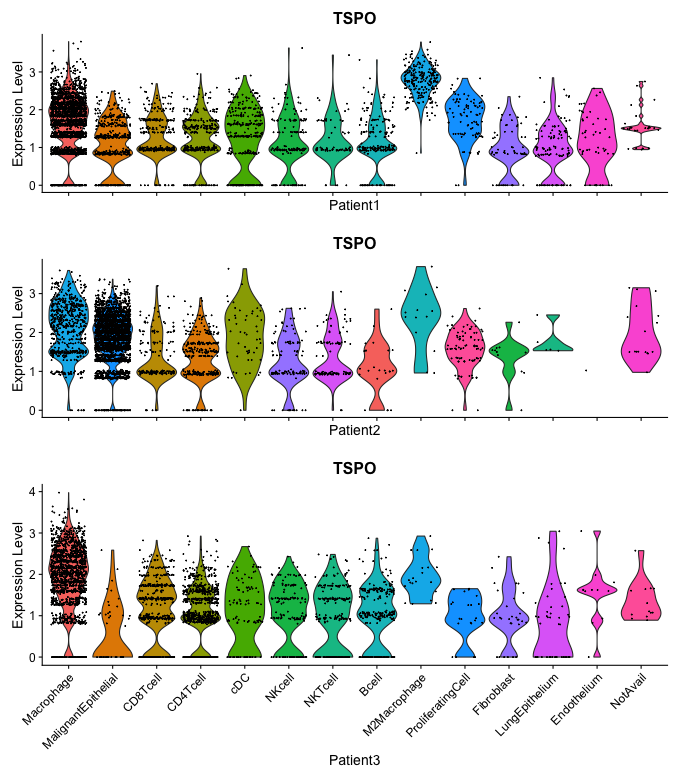 TSPO
Expression Level
3
2
1
0
Patient1
TSPO
Expression Level
3
2
1
0
Patient2
TSPO
Expression Level
4
3
2
1
0
Macrophage
MalignantEpithelial
CD8Tcell
CD4Tcell
cDC
NKcell
NKTcell
Bcell
M2Macrophage
ProliferatingCell
Fibroblast
LungEpithelium
Endothelium
NotAvail
Patient3